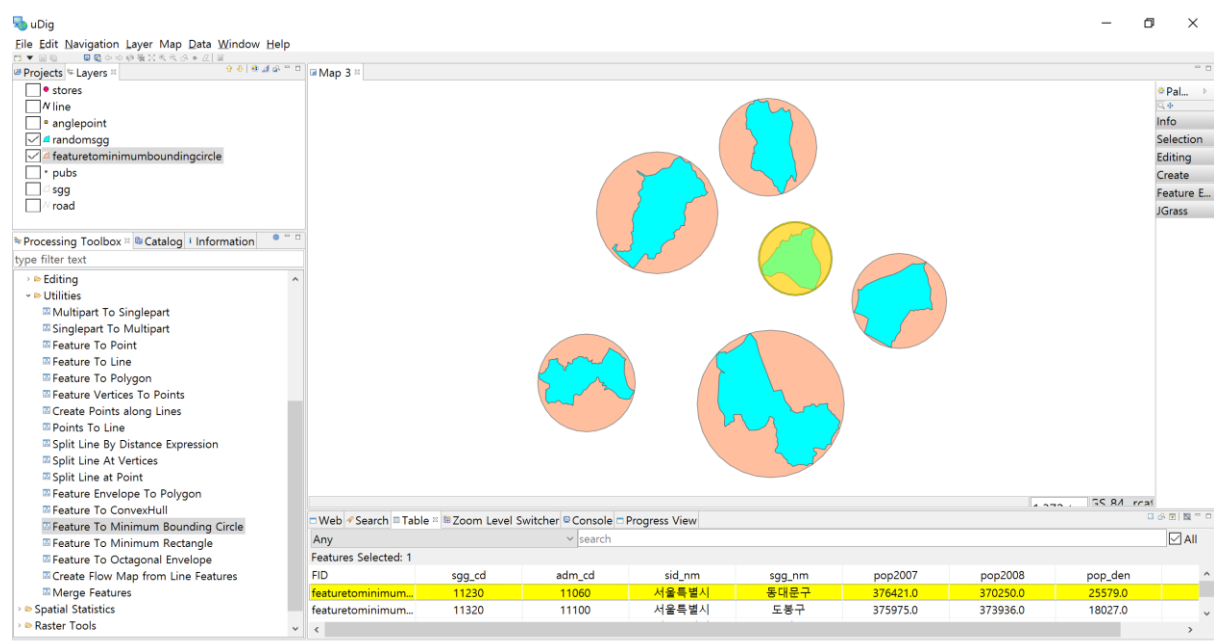 uDig
File Edit Navigation Layer Map Data Window Help
Projects Layers
stores
line
anglepoint
randomsgg
featuretominimumboundingcircle
pubs
sgg
road
Processing Toolbox Catalog Information
type filter text
Editing
Utilities
Multipart To Singlepart
Singlepart To Multipart
Feature To Point
Feature To Line
Feature To Polygon
Feature Vertices To Points
Create Points along Lines
Points To Line
Split Line By Distance Expression
Split Line At Vertices
Split Line at Point
Feature Envelope To Polygon
Feature To ConvexHull
Feature To Minimum Bounding Circle
Feature To Minimum Rectangle
Feature To Octagonal Envelope
Create Flow Map from Line Features
Merge Features
Spatial Statistics
Raster Tools
Map 3
Pal...
Info
Selection
Editing
Create
Feature E...
JGrass
Web Search Table Zoom Level Switcher Console Progress View
Any search All
Features Selected: 1
FID sgg_cd adm_cd sid_nm sgg_nm pop2007 pop2008 pop_den
featuretominimum... 11230 11060 서울특별시 동대문구 376421.0 370250.0 25579.0
featuretominimum... 11320 11100 서울특별시 도봉구 375975.0 373936.0 18027.0